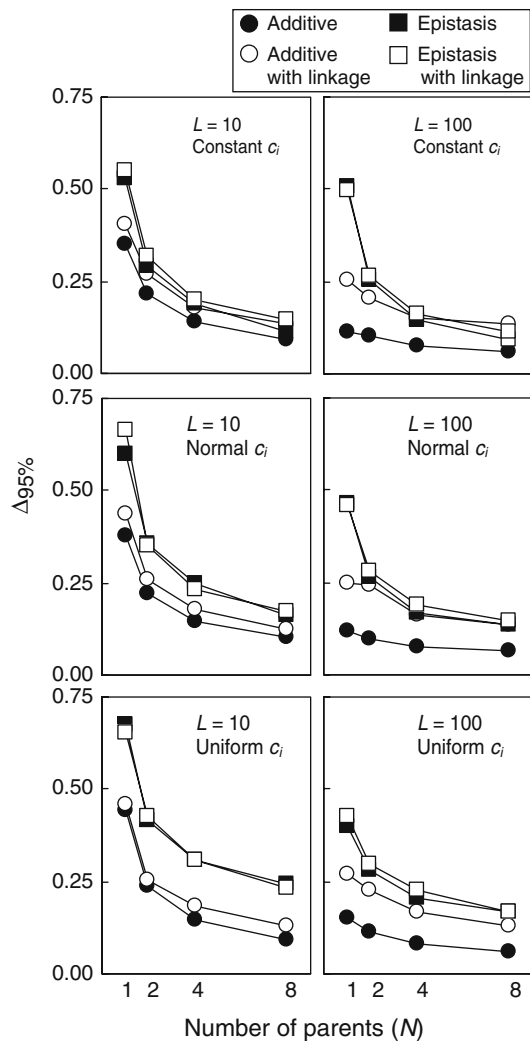 Additive
Epistasis
Additive
with linkage
Epistasis
with linkage
0.75
0.50
0.25
0.00
L = 10
Constant ci
L = 100
Constant ci
0.75
0.50
0.25
0.00
L = 10
Normal ci
L = 100
Normal ci
Δ95%
0.75
0.50
0.25
0.00
L = 10
Uniform ci
L = 100
Uniform ci
1 2 4 8
1 2 4 8
Number of parents (N)